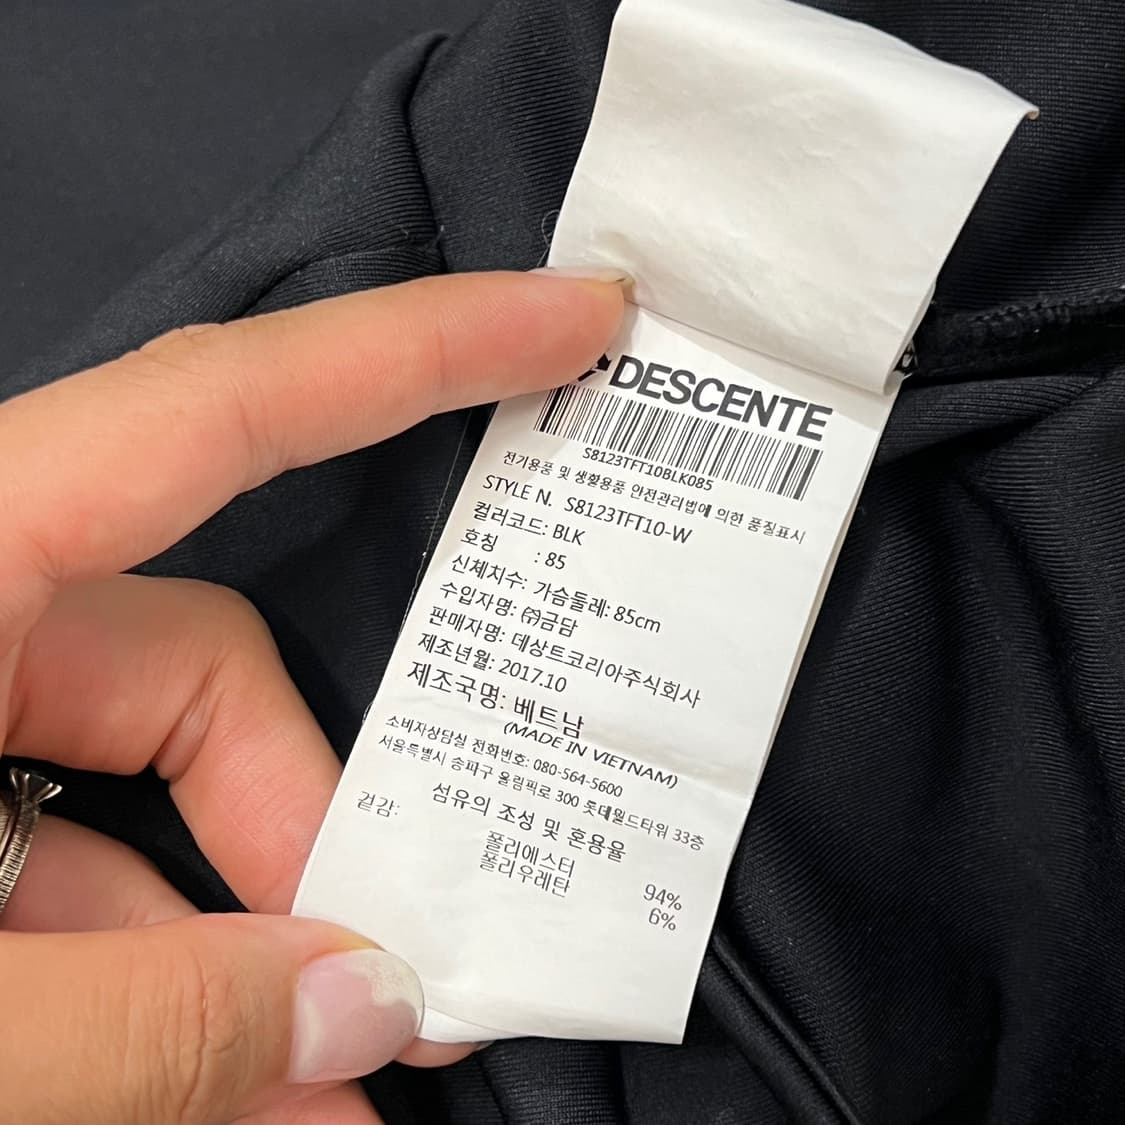 DESCENTE
S8123TFT10BLK085
전기용품 및 생활용품 안전관리법에 의한 품질표시
STYLE N. S8123TFT10-W
컬러코드: BLK
호칭 : 85
신체치수: 가슴둘레: 85cm
수입자명: ㈜금담
판매자명: 데상트코리아주식회사
제조년월: 2017.10
제조국명: 베트남
(MADE IN VIETNAM)
소비자상담실 전화번호: 080-564-5600
서울특별시 송파구 올림픽로 300 롯데월드타워 33층
섬유의 조성 및 혼용율
겉감:
폴리에스터 94%
폴리우레탄 6%